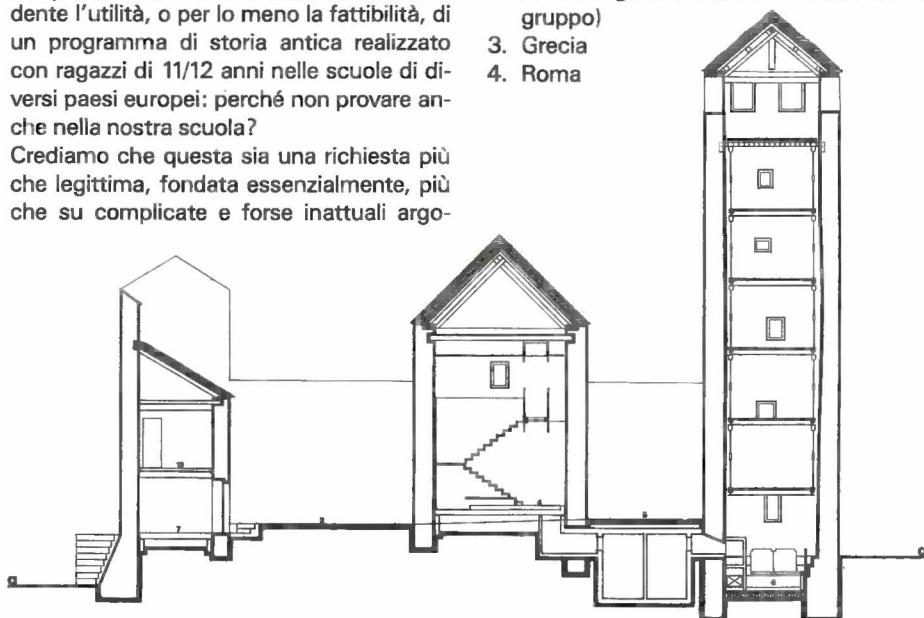 dente l'utilità, o per lo meno la fattibilità, di
un programma di storia antica realizzato
con ragazzi di 11/12 anni nelle scuole di di-
versi paesi europei: perché non provare an-
che nella nostra scuola?
Crediamo che questa sia una richiesta più
che legittima, fondata essenzialmente, più
che su complicate e forse inattuali argo-
gruppo)
3. Grecia
4. Roma
7
4
a